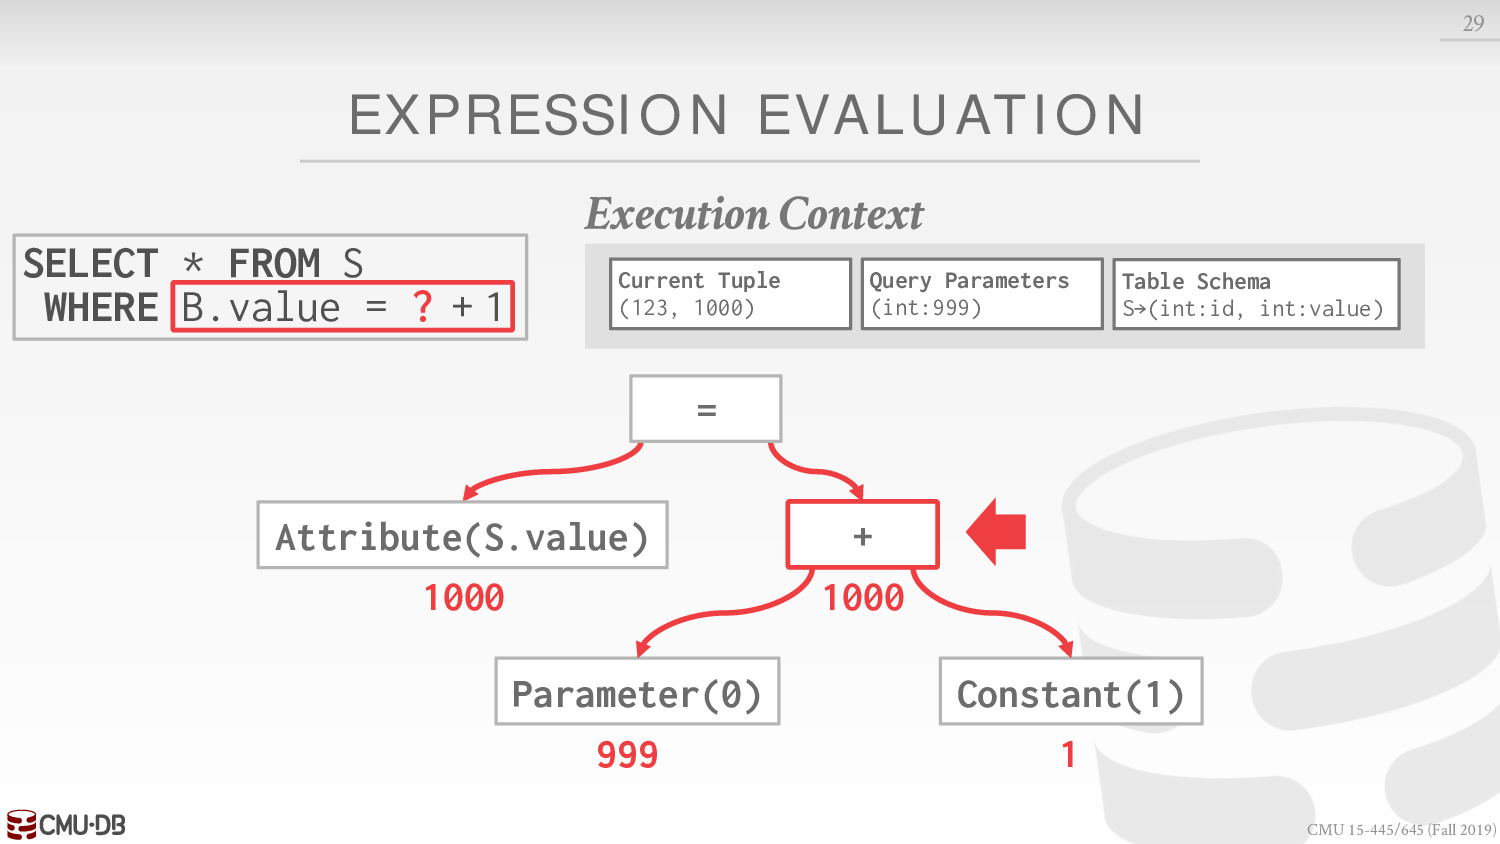 29
EXPRESSION EVALUATION
Execution Context
SELECT * FROM S
WHERE B.value = ? + 1
Current Tuple
(123, 1000)
Query Parameters
(int:999)
Table Schema
S→(int:id, int:value)
=
Attribute(S.value)
+
1000
1000
Parameter(0)
Constant(1)
999
1
CMU·DB
CMU 15-445/645 (Fall 2019)